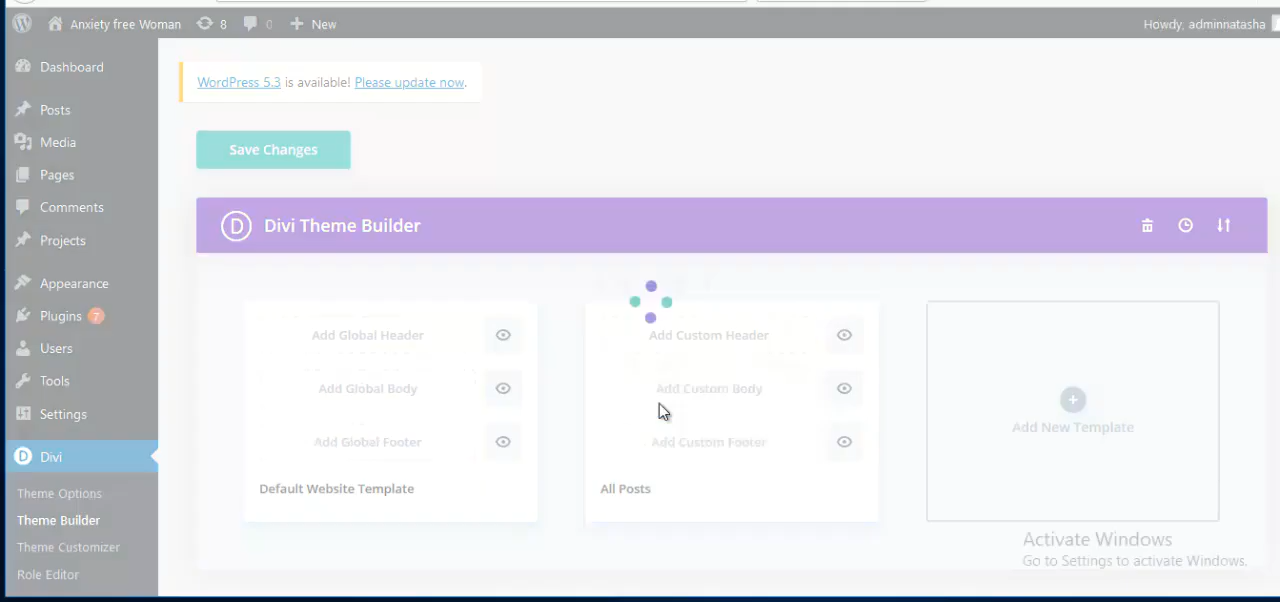 Anxiety free Woman 8 0 New Howdy, adminnatasha
Dashboard
Posts
Media
Pages
Comments
Projects
Appearance
Plugins 7
Users
Tools
Settings
D Divi
Theme Options
Theme Builder
Theme Customizer
Role Editor
WordPress 5.3 is available! Please update now.
Save Changes
D Divi Theme Builder
Add Global Header
Add Global Body
Add Global Footer
Default Website Template
Add Custom Header
Add Custom Body
Add Custom Footer
All Posts
Add New Template
Activate Windows
Go to Settings to activate Windows.